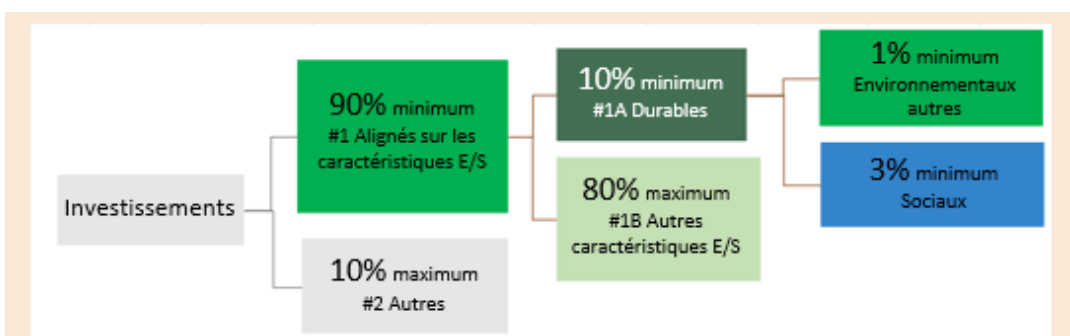 Investissements
90% minimum
#1 Alignés sur les
caractéristiques E/S
10% maximum
#2 Autres
10% minimum
#1A Durables
80% maximum
#1B Autres
caractéristiques E/S
1% minimum
Environnementaux
autres
3% minimum
Sociaux